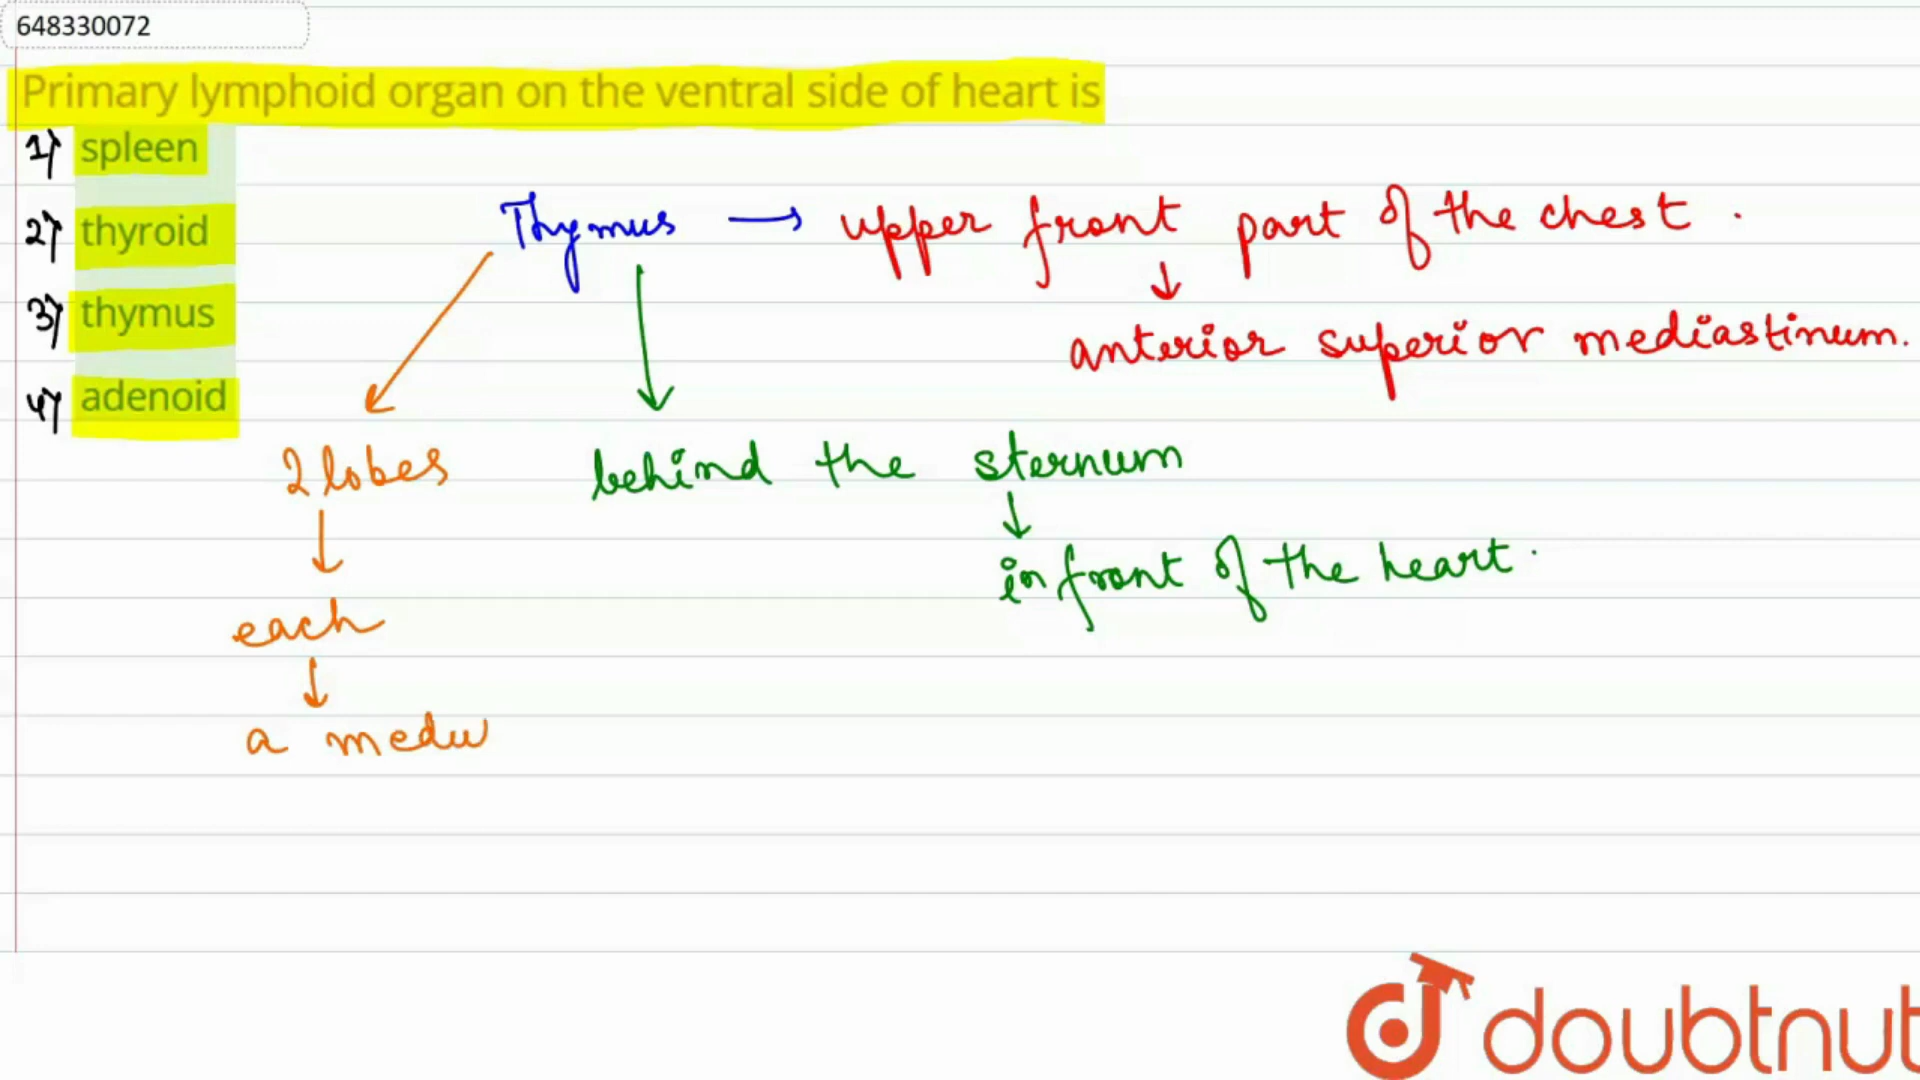 648330072
Primary lymphoid organ on the ventral side of heart is
1) spleen
2) thyroid
3) thymus
4) adenoid
Thymus → upper front part of the chest.
↓
anterior superior mediastinum.
2 lobes
behind the sternum
↓
in front of the heart.
↓
each
↓
a medu
doubtnut